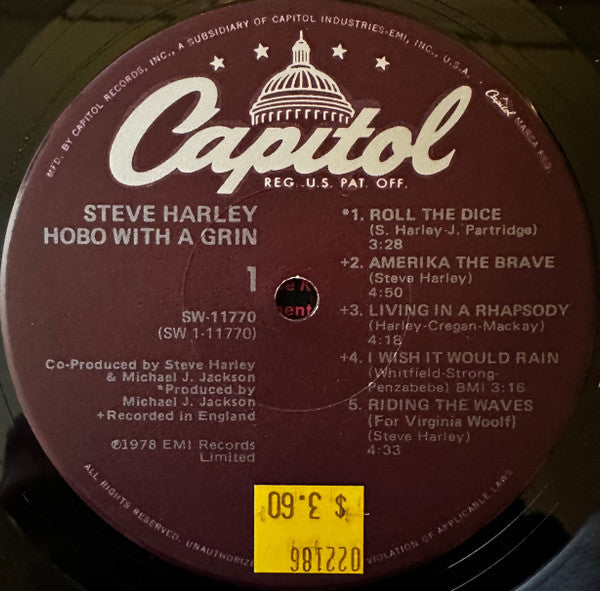 MFD. BY CAPITOL RECORDS, INC., A SUBSIDIARY OF CAPITOL INDUSTRIES-EMI, INC., U.S.A.
Capitol
MARCA REG.
Capitol
REG. U.S. PAT. OFF.
STEVE HARLEY
HOBO WITH A GRIN
1
SW-11770
(SW 1-11770)
Co-Produced by Steve Harley
& Michael J. Jackson
*Produced by
Michael J. Jackson
+Recorded in England
℗1978 EMI Records
Limited
*1. ROLL THE DICE
(S. Harley-J. Partridge)
3:28
+2. AMERIKA THE BRAVE
(Steve Harley)
4:50
+3. LIVING IN A RHAPSODY
(Harley-Cregan-Mackay)
4:18
+4. I WISH IT WOULD RAIN
(Whitfield-Strong-
Penzabebe) BMI 3:16
5. RIDING THE WAVES
(For Virginia Woolf)
(Steve Harley)
4:33
ALL RIGHTS RESERVED. UNAUTHORIZE
VIOLATION OF APPLICABLE LAWS
$ 3.60
022186